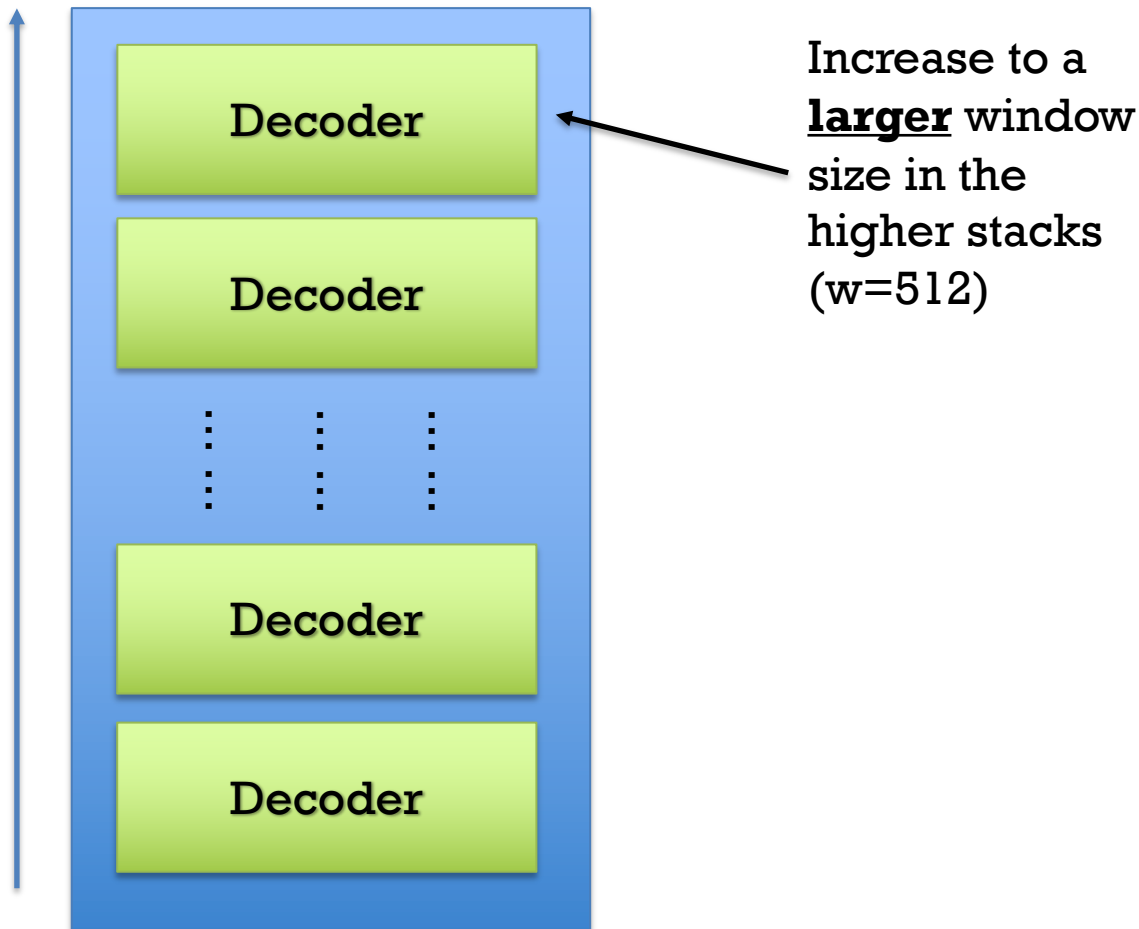 Decoder
Increase to a
larger window
size in the
higher stacks
(w=512)
Decoder
Decoder
Decoder